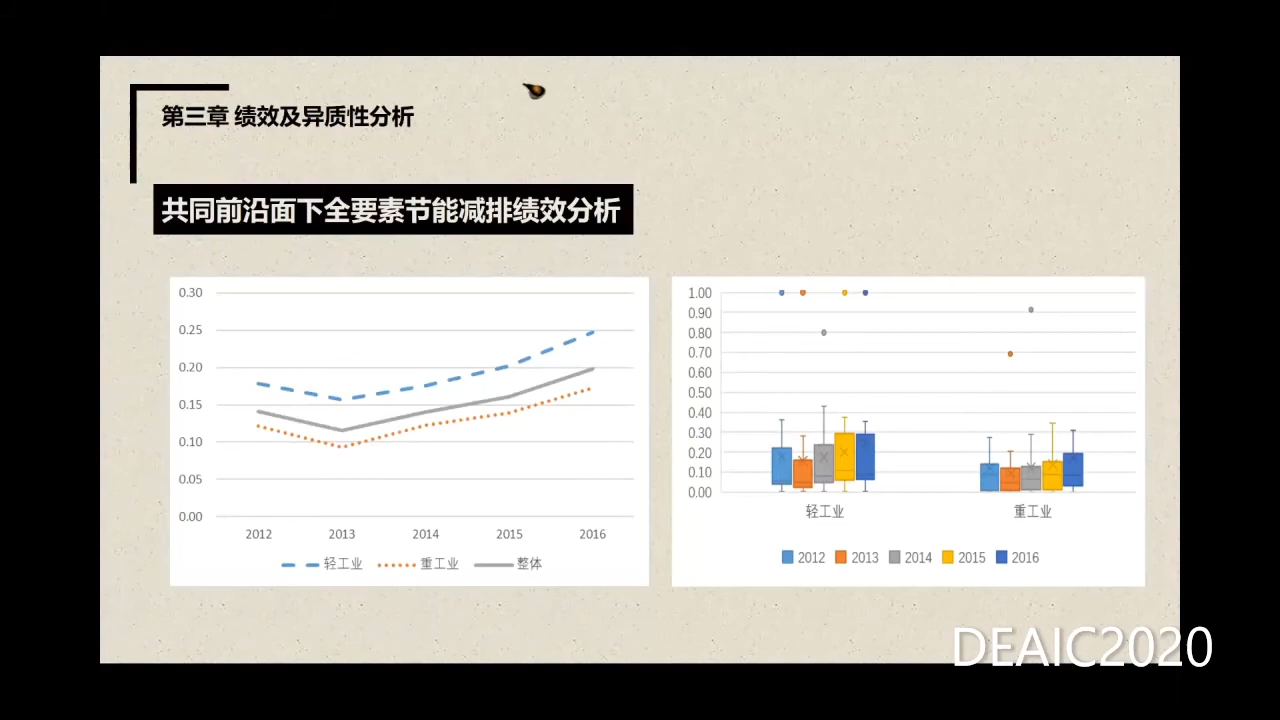 第三章 绩效及异质性分析
共同前沿面下全要素节能减排绩效分析
0.30
0.25
0.20
0.15
0.10
0.05
0.00
2012 2013 2014 2015 2016
轻工业 重工业 整体
1.00
0.90
0.80
0.70
0.60
0.50
0.40
0.30
0.20
0.10
0.00
轻工业 重工业
2012 2013 2014 2015 2016
DEAIC2020